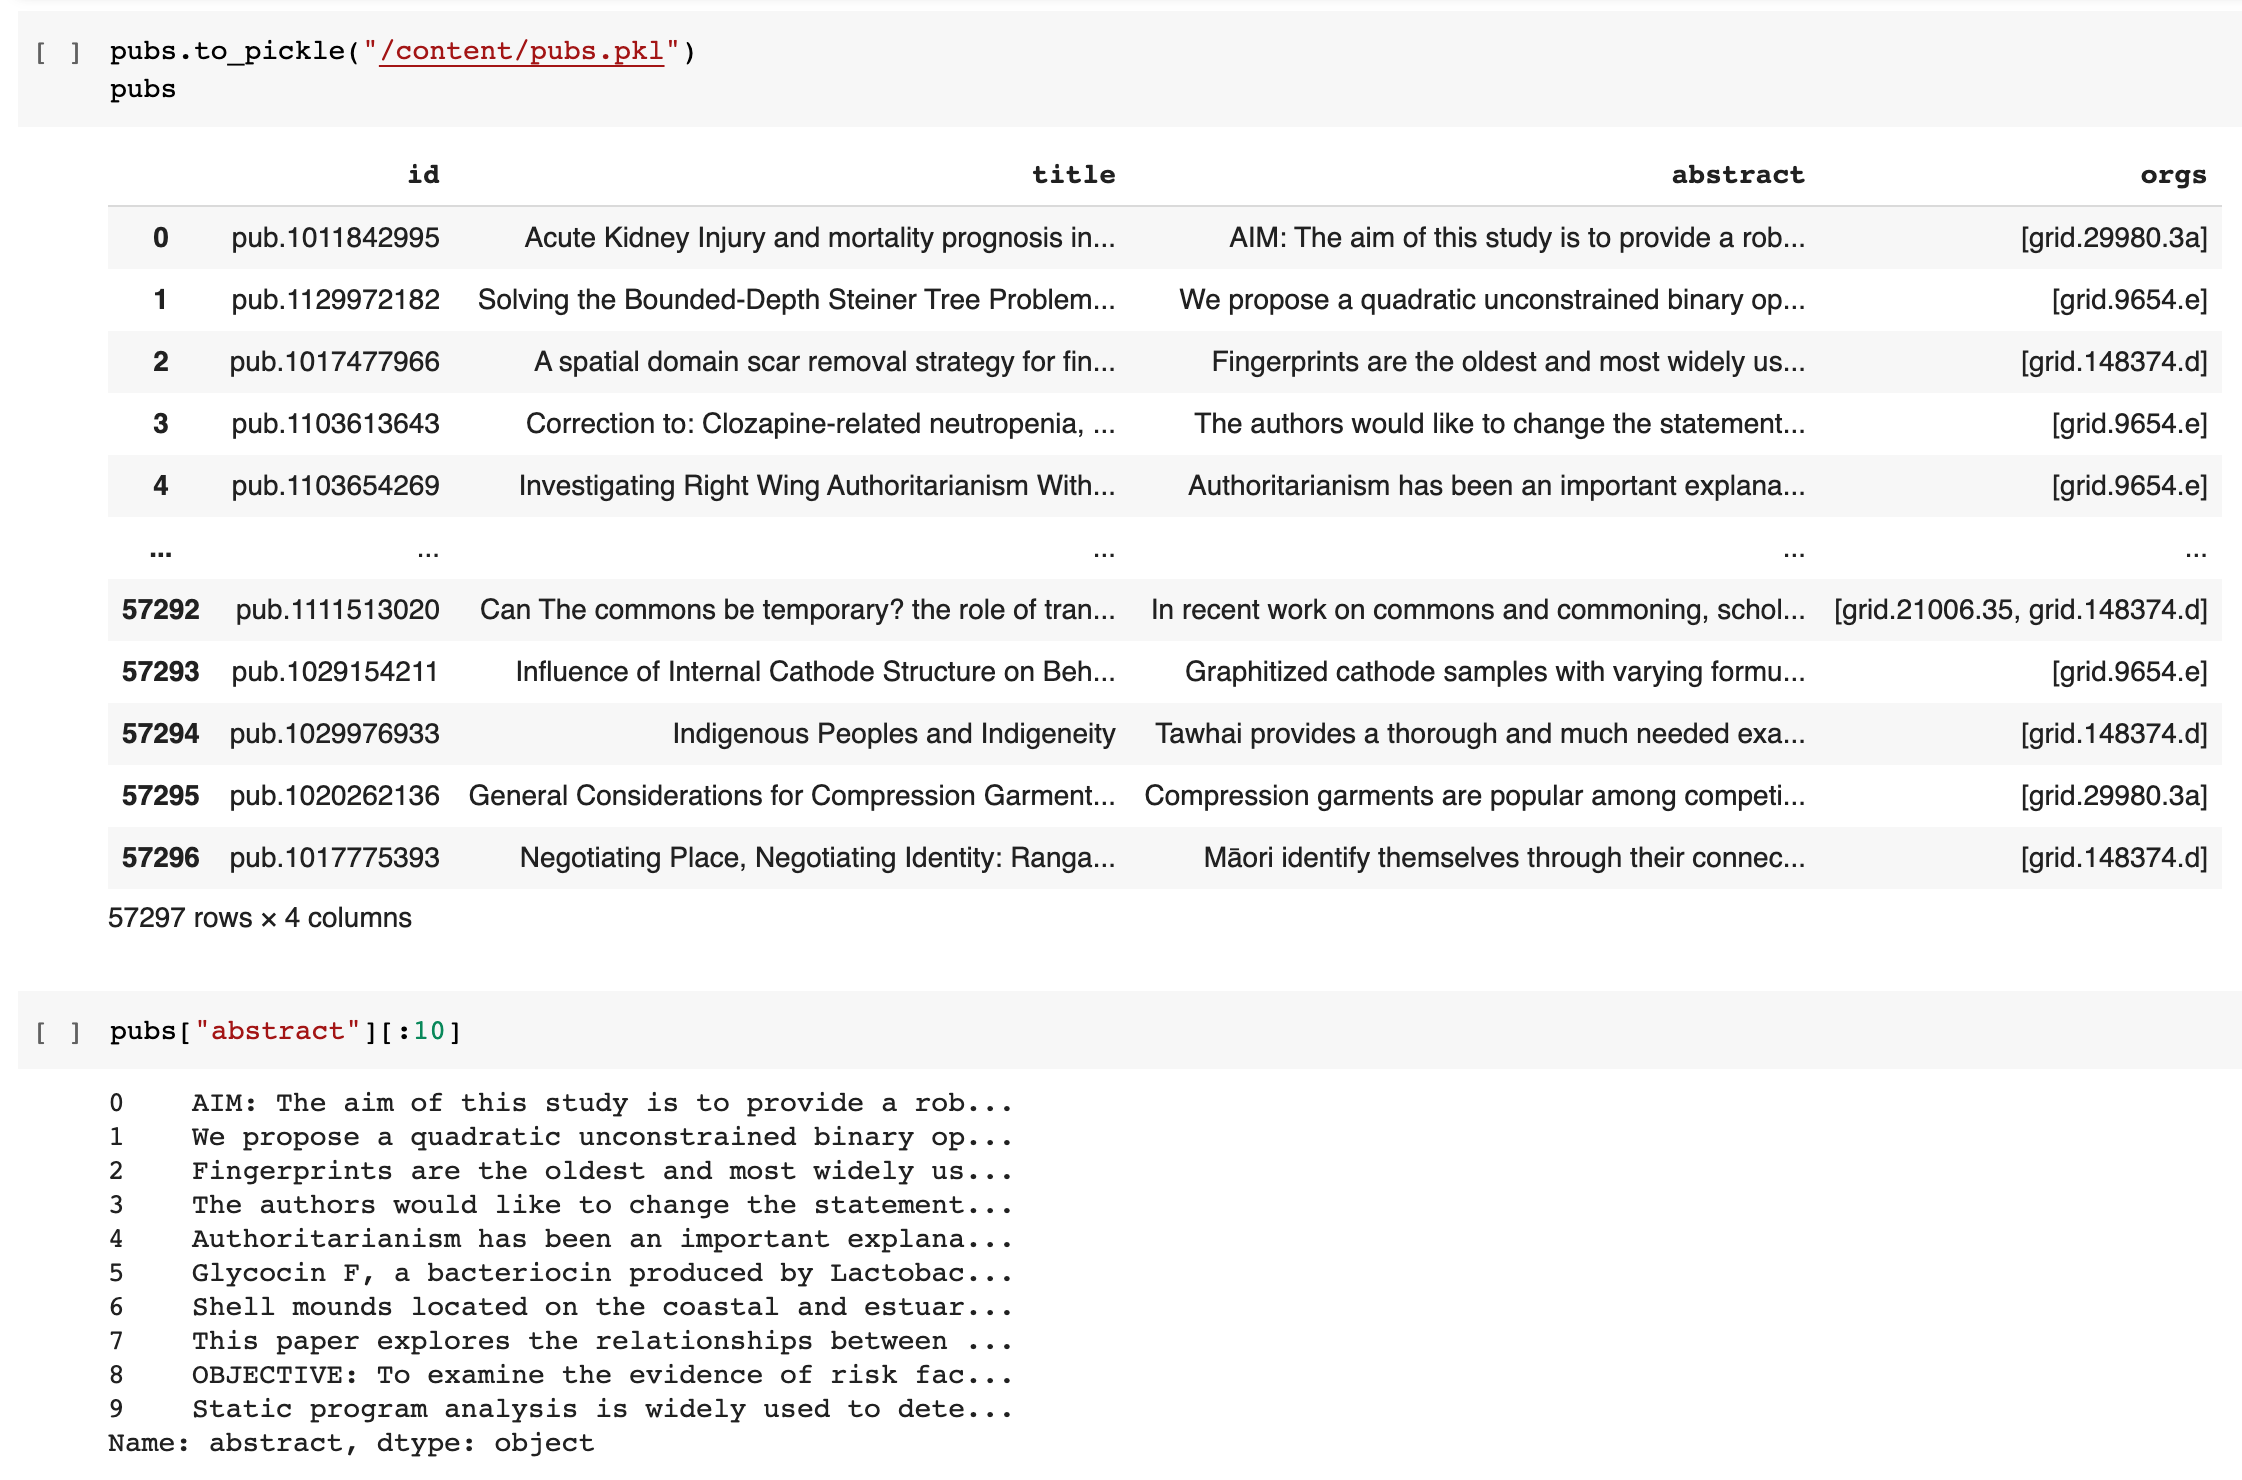 [ ] pubs.to_pickle("/content/pubs.pkl")
pubs
id title abstract orgs
0 pub.1011842995 Acute Kidney Injury and mortality prognosis in... AIM: The aim of this study is to provide a rob... [grid.29980.3a]
1 pub.1129972182 Solving the Bounded-Depth Steiner Tree Problem... We propose a quadratic unconstrained binary op... [grid.9654.e]
2 pub.1017477966 A spatial domain scar removal strategy for fin... Fingerprints are the oldest and most widely us... [grid.148374.d]
3 pub.1103613643 Correction to: Clozapine-related neutropenia, ... The authors would like to change the statement... [grid.9654.e]
4 pub.1103654269 Investigating Right Wing Authoritarianism With... Authoritarianism has been an important explana... [grid.9654.e]
... ... ... ... ...
57292 pub.1111513020 Can The commons be temporary? the role of tran... In recent work on commons and commoning, schol... [grid.21006.35, grid.148374.d]
57293 pub.1029154211 Influence of Internal Cathode Structure on Beh... Graphitized cathode samples with varying formu... [grid.9654.e]
57294 pub.1029976933 Indigenous Peoples and Indigeneity Tawhai provides a thorough and much needed exa... [grid.148374.d]
57295 pub.1020262136 General Considerations for Compression Garment... Compression garments are popular among competi... [grid.29980.3a]
57296 pub.1017775393 Negotiating Place, Negotiating Identity: Ranga... Māori identify themselves through their connec... [grid.148374.d]
57297 rows × 4 columns
[ ] pubs["abstract"][:10]
0 AIM: The aim of this study is to provide a rob...
1 We propose a quadratic unconstrained binary op...
2 Fingerprints are the oldest and most widely us...
3 The authors would like to change the statement...
4 Authoritarianism has been an important explana...
5 Glycocin F, a bacteriocin produced by Lactobac...
6 Shell mounds located on the coastal and estuar...
7 This paper explores the relationships between ...
8 OBJECTIVE: To examine the evidence of risk fac...
9 Static program analysis is widely used to dete...
Name: abstract, dtype: object